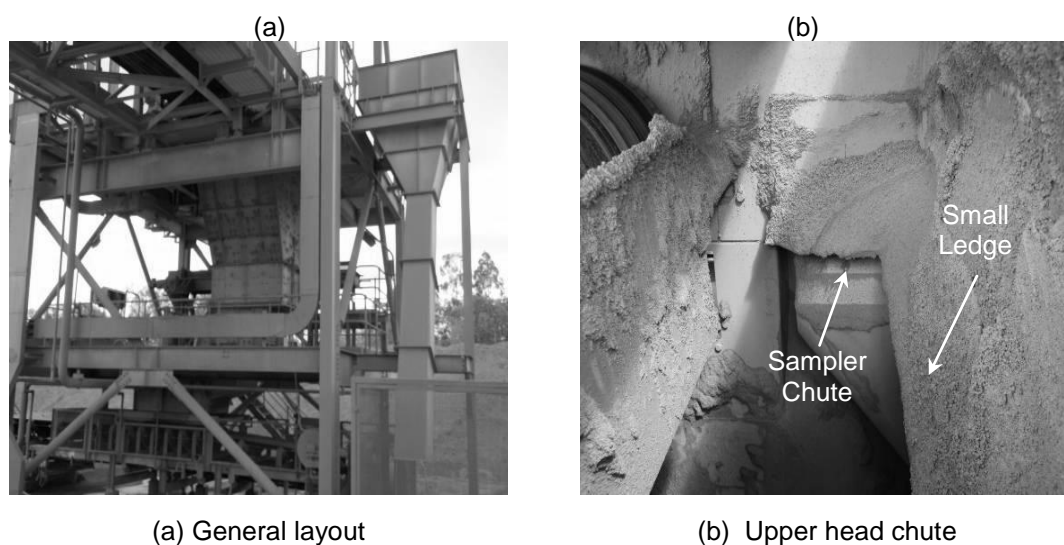 (a)
(b)
Small
Ledge
Sampler
Chute
(a) General layout
(b) Upper head chute